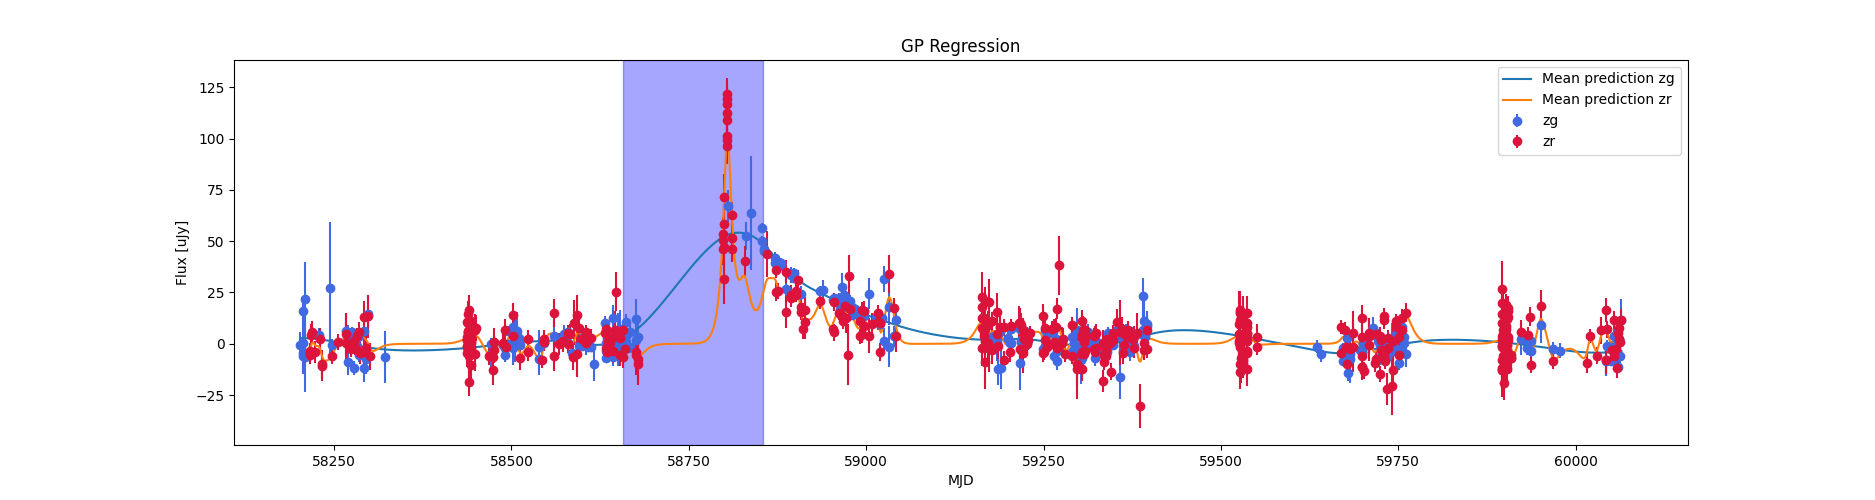 GP Regression
Mean prediction zg
Mean prediction zr
zg
zr
Flux [uJy]
125
100
75
50
25
0
−25
58250
58500
58750
59000
59250
59500
59750
60000
MJD